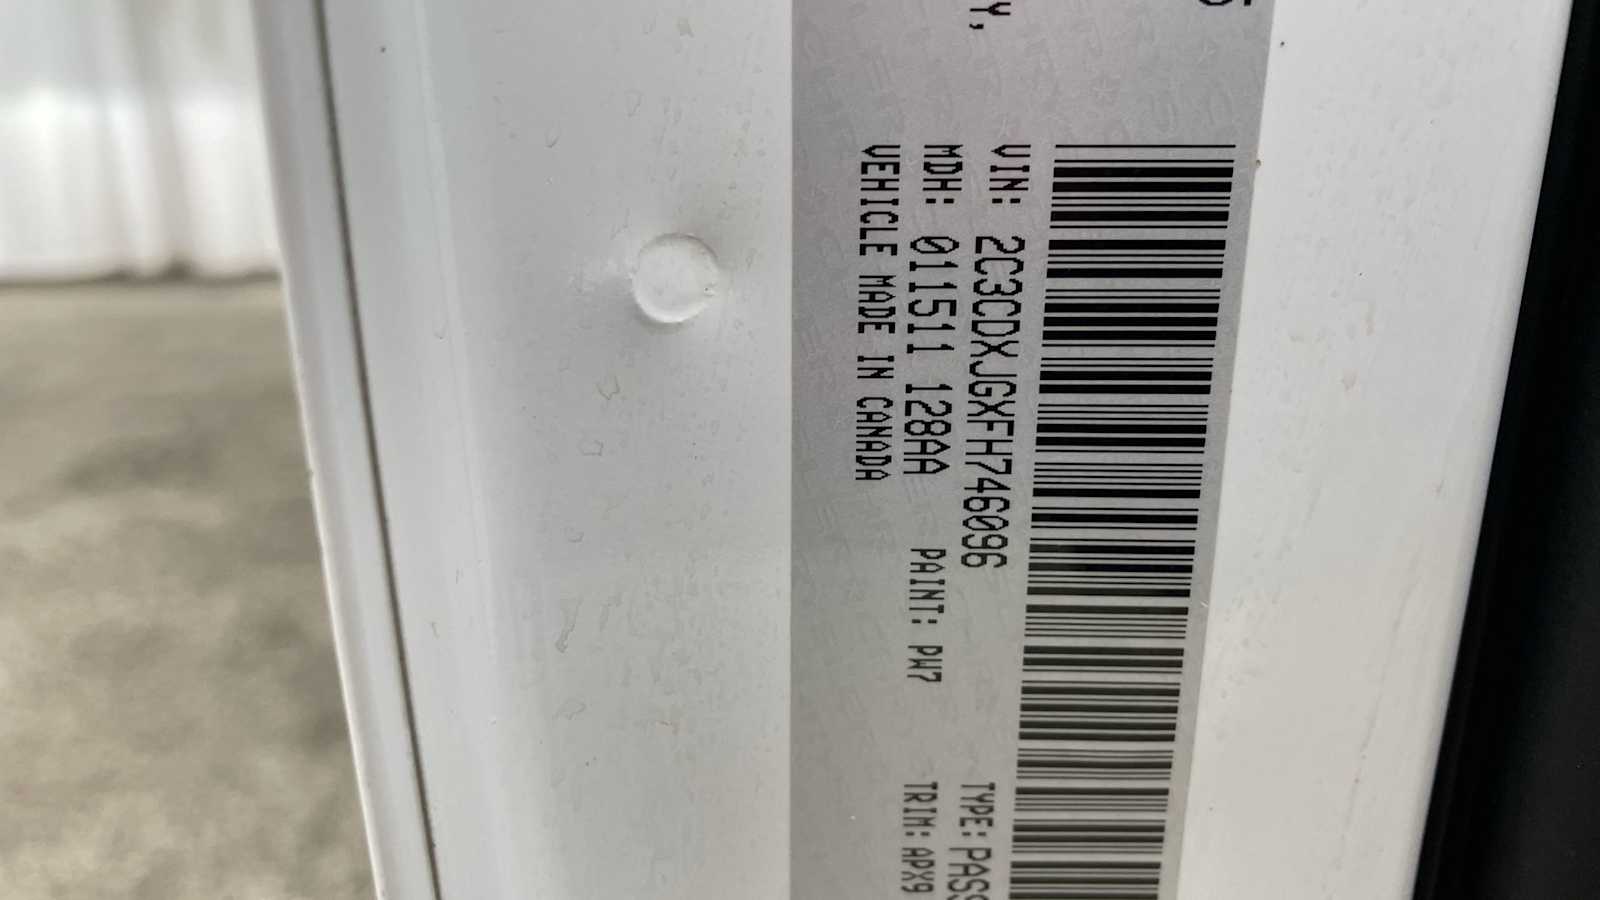 VIN: 2C3CDXJGXFH746096
TYPE: PASS
MDH: 011511 128AA
PAINT: PW7
TRIM: APX9
VEHICLE MADE IN CANADA